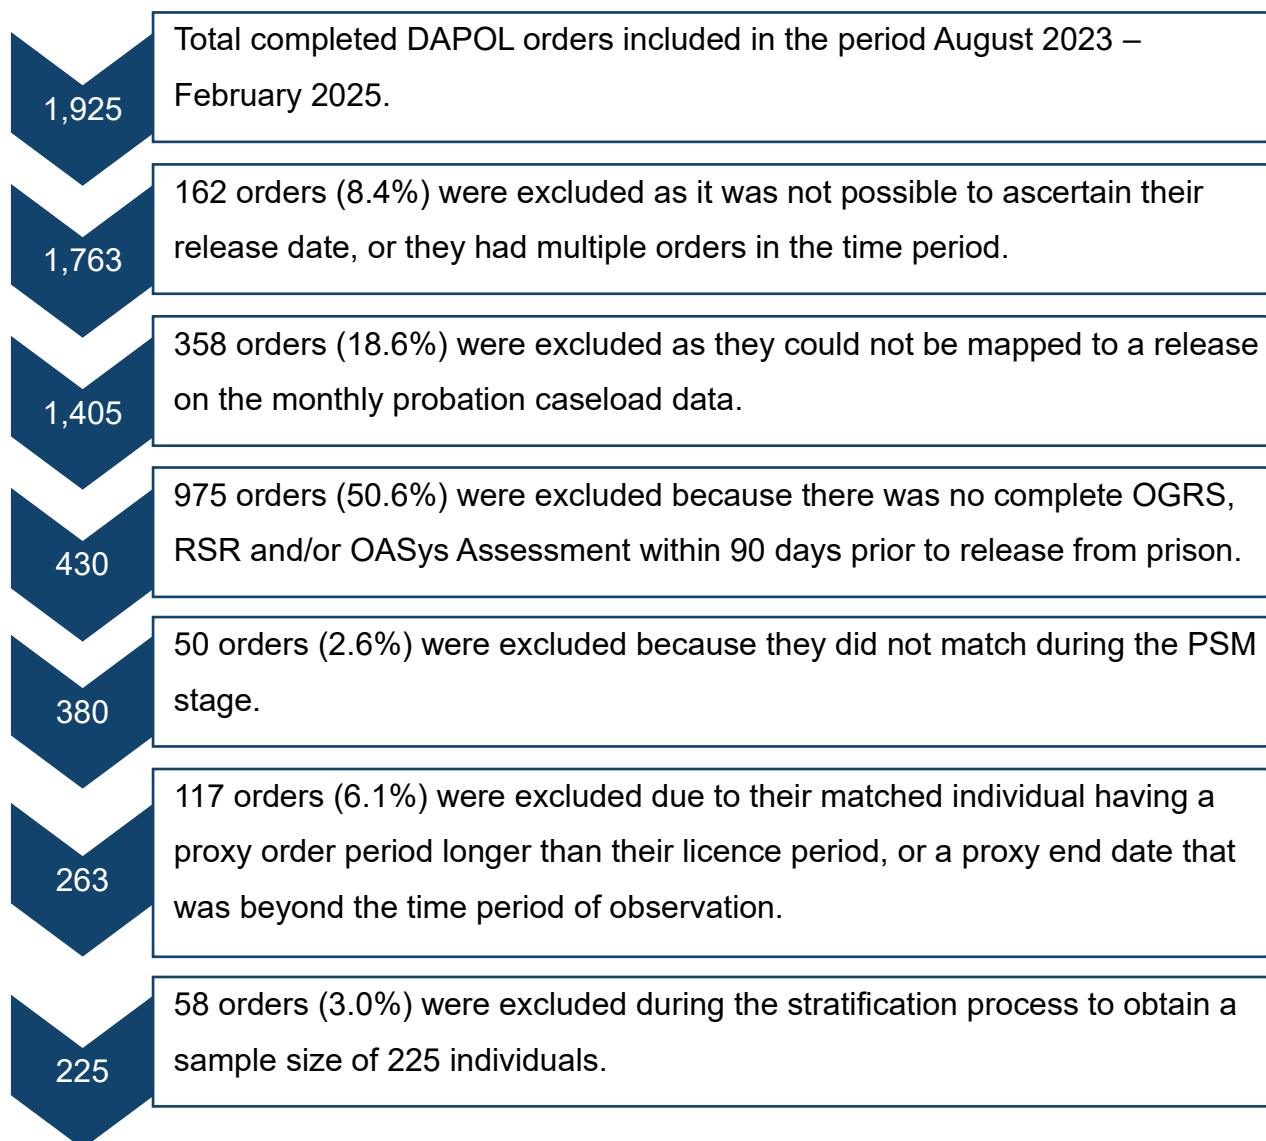 Total completed DAPOL orders included in the period August 2023 –
February 2025.
1,925
162 orders (8.4%) were excluded as it was not possible to ascertain their
release date, or they had multiple orders in the time period.
1,763
358 orders (18.6%) were excluded as they could not be mapped to a release
on the monthly probation caseload data.
1,405
975 orders (50.6%) were excluded because there was no complete OGRS,
RSR and/or OASys Assessment within 90 days prior to release from prison.
430
50 orders (2.6%) were excluded because they did not match during the PSM
stage.
380
117 orders (6.1%) were excluded due to their matched individual having a
proxy order period longer than their licence period, or a proxy end date that
was beyond the time period of observation.
263
58 orders (3.0%) were excluded during the stratification process to obtain a
sample size of 225 individuals.
225